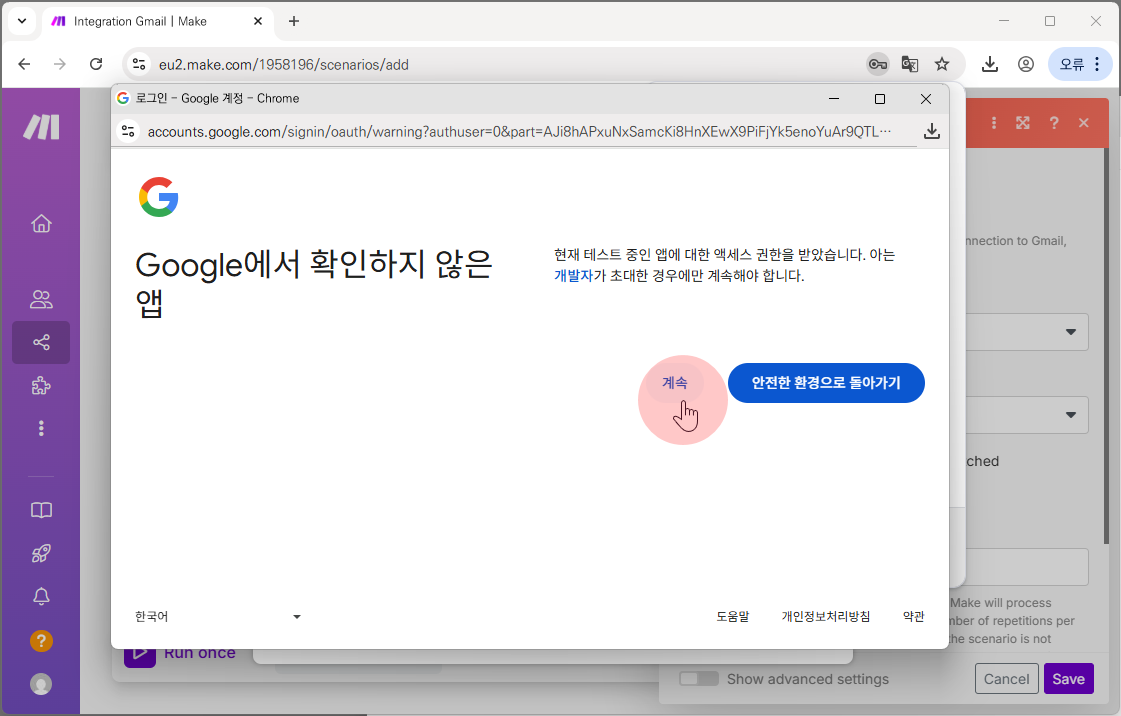 Integration Gmail | Make
eu2.make.com/1958196/scenarios/add
오류
로그인 - Google 계정 - Chrome
accounts.google.com/signin/oauth/warning?authuser=0&part=AJi8hAPxuNxSamcKi8HnXEwX9PiFjYk5enoYuAr9QTL...
Google에서 확인하지 않은
앱
현재 테스트 중인 앱에 대한 액세스 권한을 받았습니다. 아는
개발자가 초대한 경우에만 계속해야 합니다.
계속
안전한 환경으로 돌아가기
한국어
도움말
개인정보처리방침
약관
nnection to Gmail,
ched
Make will process
mber of repetitions per
the scenario is not
Run once
Show advanced settings
Cancel
Save